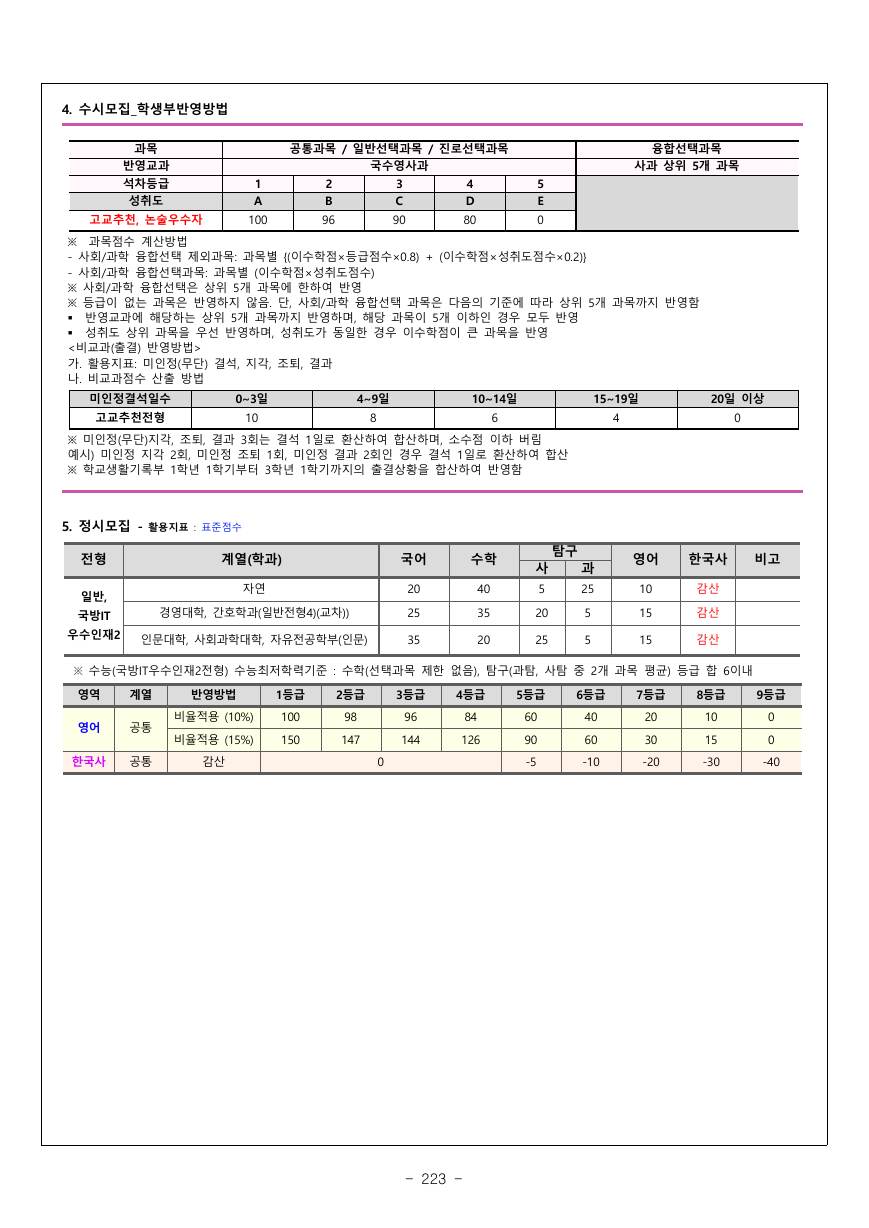 4. 수시모집_학생부반영방법
과목 공통과목 / 일반선택과목 / 진로선택과목 융합선택과목
반영교과 국수영사과 사과 상위 5개 과목
석차등급 1 2 3 4 5
성취도 A B C D E
고교추천, 논술우수자 100 96 90 80 0
※ 과목점수 계산방법
- 사회/과학 융합선택 제외과목: 과목별 {(이수학점×등급점수×0.8) + (이수학점×성취도점수×0.2)}
- 사회/과학 융합선택과목: 과목별 (이수학점×성취도점수)
※ 사회/과학 융합선택은 상위 5개 과목에 한하여 반영
※ 등급이 없는 과목은 반영하지 않음. 단, 사회/과학 융합선택 과목은 다음의 기준에 따라 상위 5개 과목까지 반영함
▪ 반영교과에 해당하는 상위 5개 과목까지 반영하며, 해당 과목이 5개 이하인 경우 모두 반영
▪ 성취도 상위 과목을 우선 반영하며, 성취도가 동일한 경우 이수학점이 큰 과목을 반영
<비교과(출결) 반영방법>
가. 활용지표: 미인정(무단) 결석, 지각, 조퇴, 결과
나. 비교과점수 산출 방법
미인정결석일수 0~3일 4~9일 10~14일 15~19일 20일 이상
고교추천전형 10 8 6 4 0
※ 미인정(무단)지각, 조퇴, 결과 3회는 결석 1일로 환산하여 합산하며, 소수점 이하 버림
예시) 미인정 지각 2회, 미인정 조퇴 1회, 미인정 결과 2회인 경우 결석 1일로 환산하여 합산
※ 학교생활기록부 1학년 1학기부터 3학년 1학기까지의 출결상황을 합산하여 반영함
5. 정시모집 - 활용지표 : 표준점수
전형 계열(학과) 국어 수학 탐구 영어 한국사 비고
사 과
일반, 국방IT 우수인재2 자연 20 40 5 25 10 감산
경영대학, 간호학과(일반전형4)(교차)) 25 35 20 5 15 감산
인문대학, 사회과학대학, 자유전공학부(인문) 35 20 25 5 15 감산
※ 수능(국방IT우수인재2전형) 수능최저학력기준 : 수학(선택과목 제한 없음), 탐구(과탐, 사탐 중 2개 과목 평균) 등급 합 6이내
영역 계열 반영방법 1등급 2등급 3등급 4등급 5등급 6등급 7등급 8등급 9등급
영어 공통 비율적용 (10%) 100 98 96 84 60 40 20 10 0
비율적용 (15%) 150 147 144 126 90 60 30 15 0
한국사 공통 감산 0 -5 -10 -20 -30 -40
- 223 -